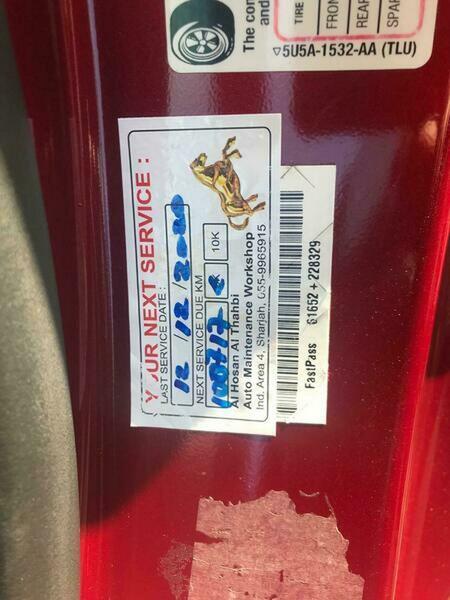 The com
and
TIRE
FRON
REAR
SPAR
5U5A-1532-AA (TLU)
YOUR NEXT SERVICE :
LAST SERVICE DATE :
12 /12 /2020
NEXT SERVICE DUE KM
10K
Al Hosan Al Thahbi
Auto Maintenance Workshop
Ind. Area 4, Sharjah, 055-9965915
FastPass 61652 + 228329